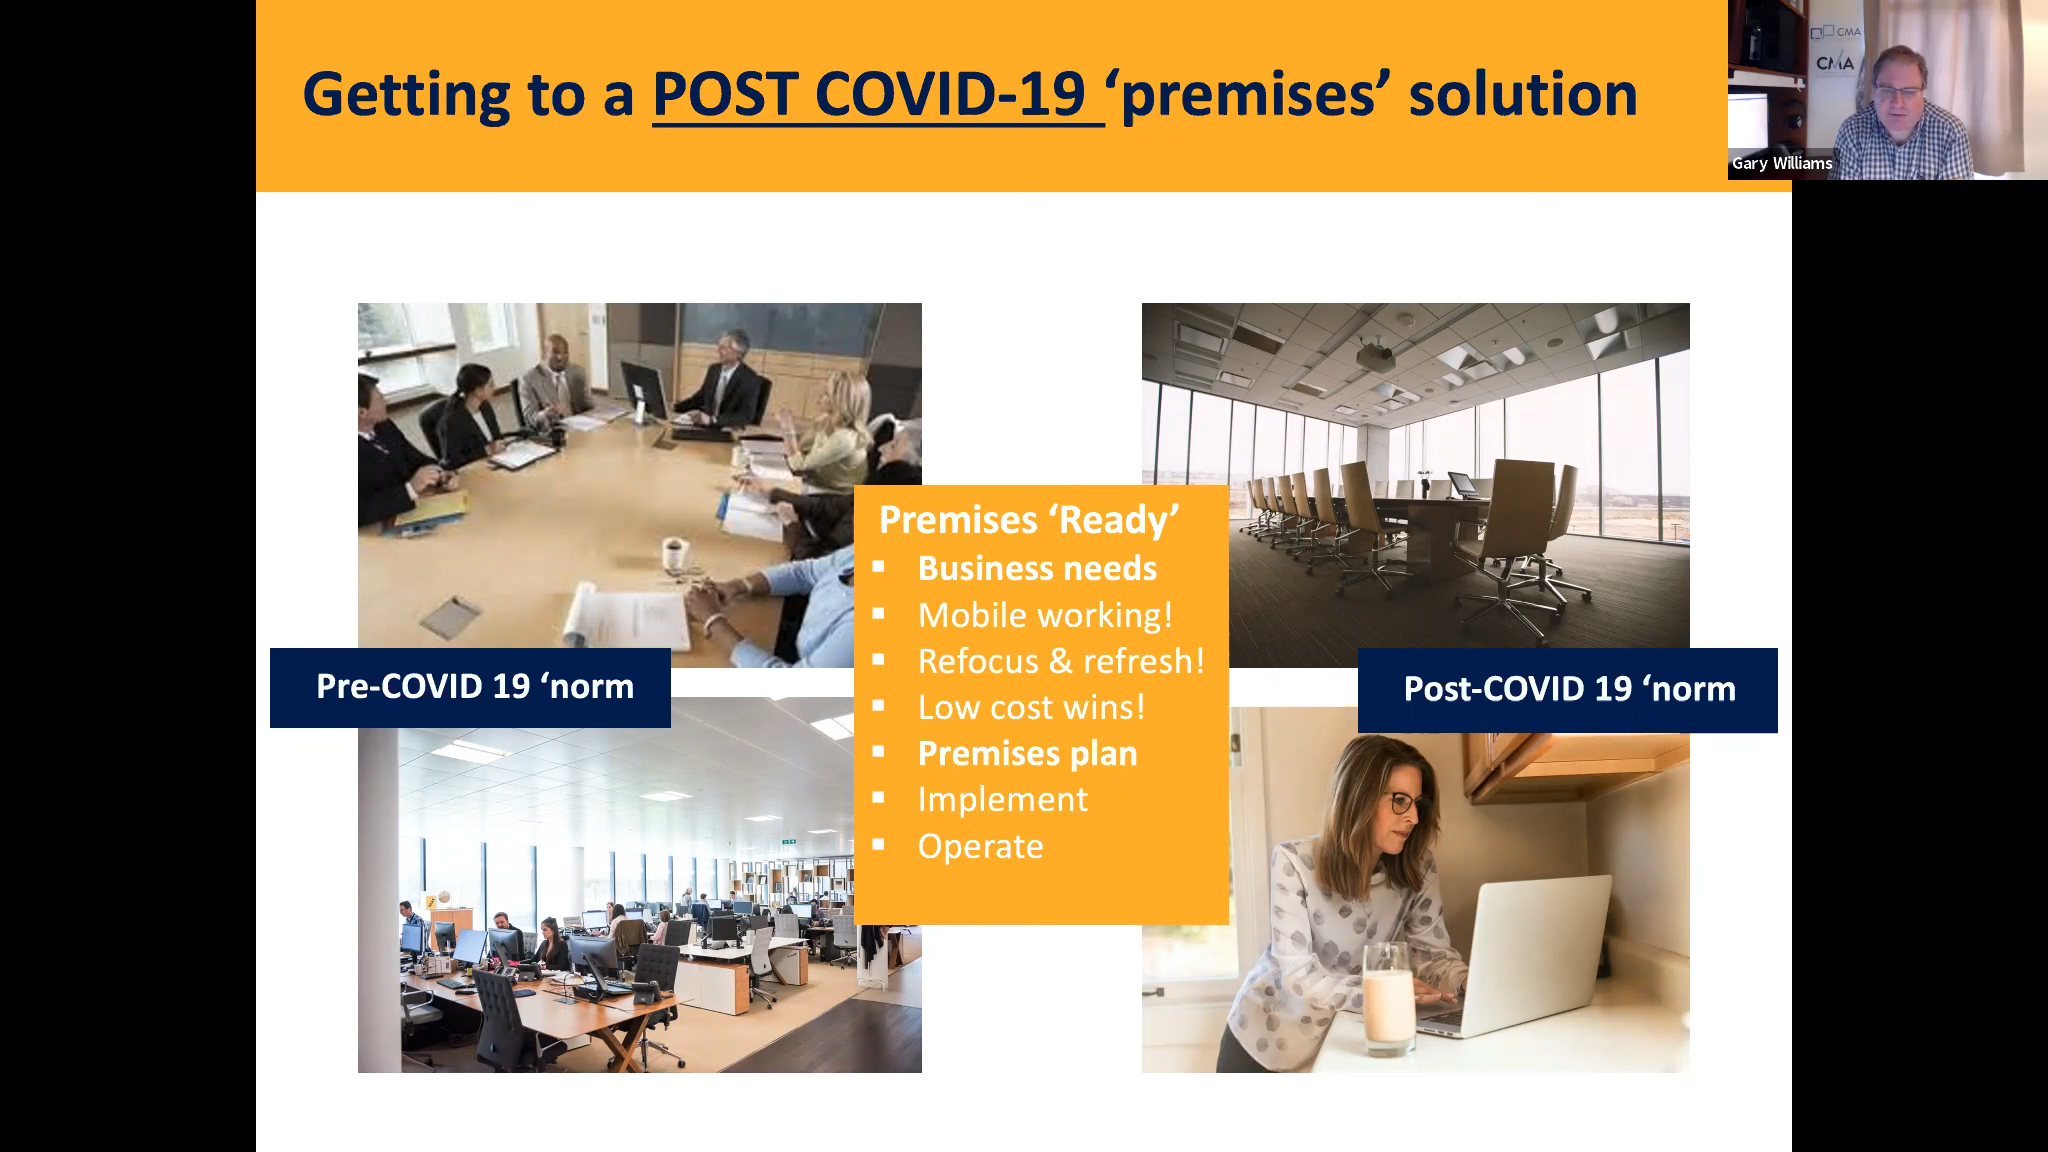 Getting to a POST COVID-19 ‘premises’ solution
CMA
CMA
Gary Williams
Premises ‘Ready’
Business needs
Mobile working!
Refocus & refresh!
Low cost wins!
Premises plan
Implement
Operate
Pre-COVID 19 ‘norm
Post-COVID 19 ‘norm